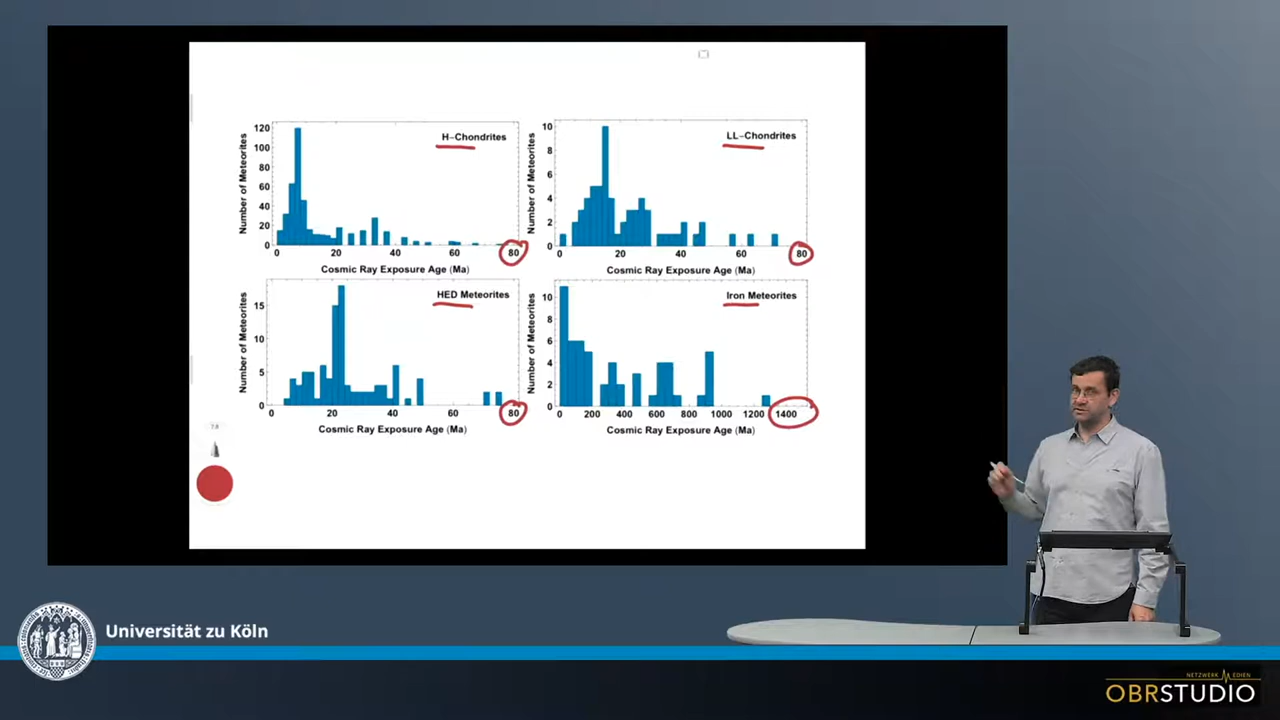 H−Chondrites
Number of Meteorites
120
100
80
60
40
20
0
0 20 40 60 80
Cosmic Ray Exposure Age (Ma)
LL−Chondrites
Number of Meteorites
10
8
6
4
2
0
0 20 40 60 80
Cosmic Ray Exposure Age (Ma)
HED Meteorites
Number of Meteorites
15
10
5
0
0 20 40 60 80
Cosmic Ray Exposure Age (Ma)
Iron Meteorites
Number of Meteorites
10
8
6
4
2
0
0 200 400 600 800 1000 1200 1400
Cosmic Ray Exposure Age (Ma)
Universität zu Köln
NETZWERK MEDIEN
OBRSTUDIO